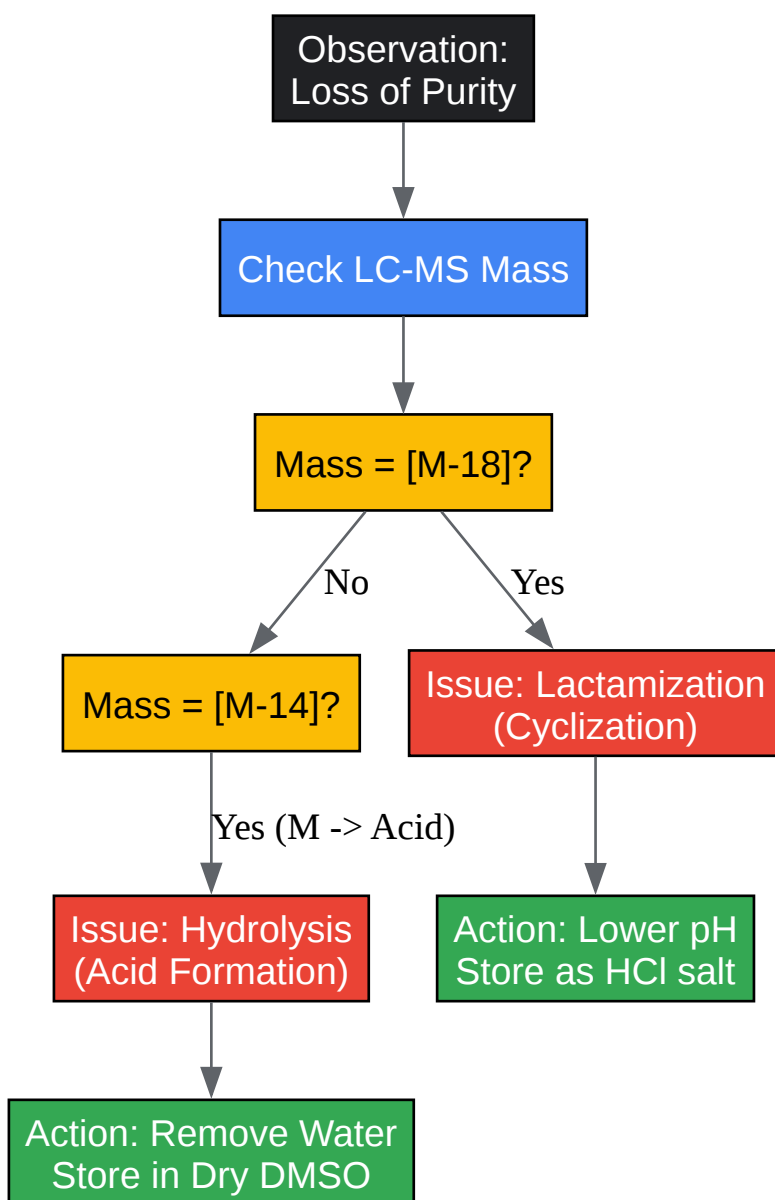 Observation:
Loss of Purity
Check LC-MS Mass
Mass = [M-18]?
No
Yes
Mass = [M-14]?
Issue: Lactamization
(Cyclization)
Yes (M -> Acid)
Issue: Hydrolysis
(Acid Formation)
Action: Lower pH
Store as HCl salt
Action: Remove Water
Store in Dry DMSO